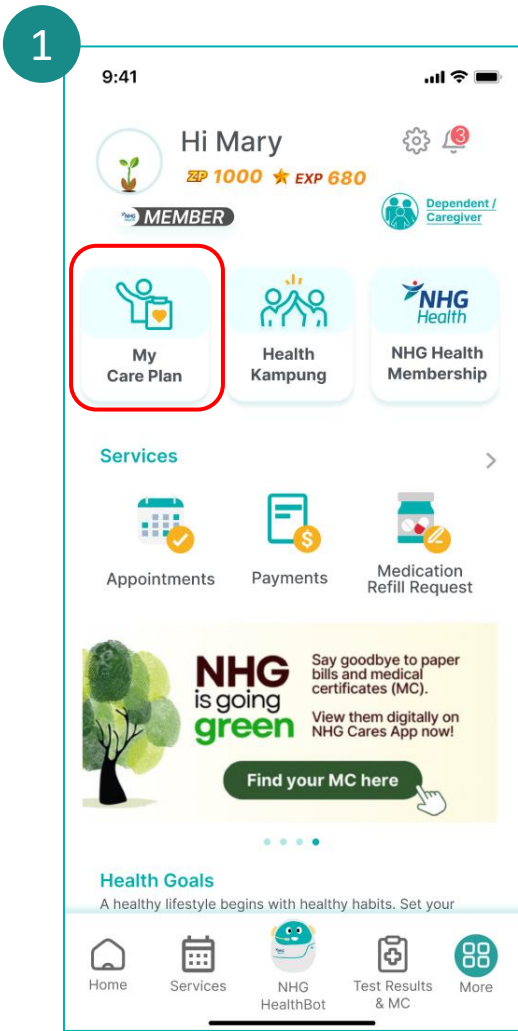 1
9:41
Hi Mary
3
ZP 1000 EXP 680
MEMBER
Dependent /
Caregiver
My
Care Plan
Health
Kampung
NHG
Health
NHG Health
Membership
Services
Appointments
Payments
Medication
Refill Request
NHG
is going
green
Say goodbye to paper
bills and medical
certificates (MC).
View them digitally on
NHG Cares App now!
Find your MC here
Health Goals
A healthy lifestyle begins with healthy habits. Set your
Home
Services
NHG
HealthBot
Test Results
& MC
More